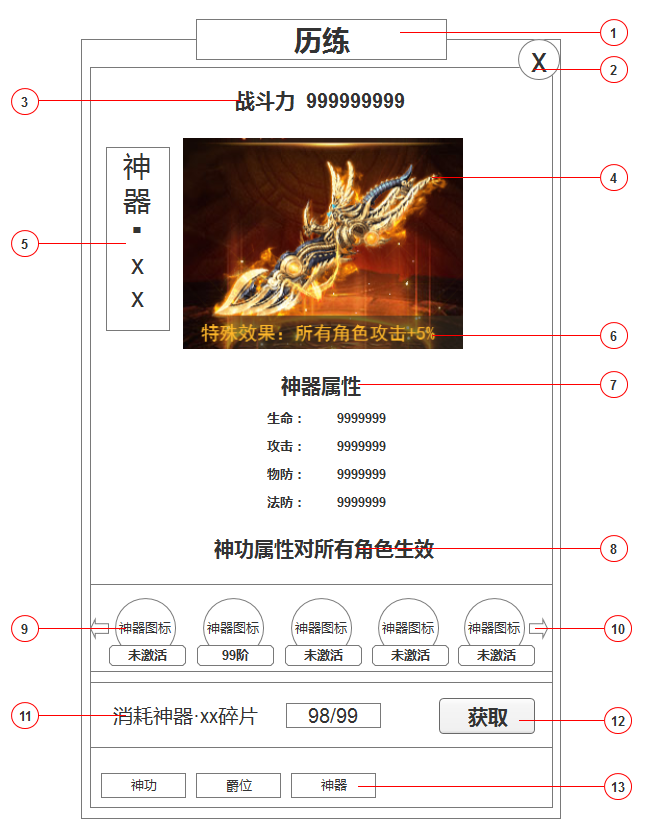 历练
1
X
2
3
战斗力 999999999
神
器
·
x
x
4
5
特殊效果：所有角色攻击+5%
6
神器属性
7
生命： 9999999
攻击： 9999999
物防： 9999999
法防： 9999999
神功属性对所有角色生效
8
9
神器图标 神器图标 神器图标 神器图标 神器图标
10
未激活 99阶 未激活 未激活 未激活
11
消耗神器·xx碎片 98/99 获取
12
神功 爵位 神器
13